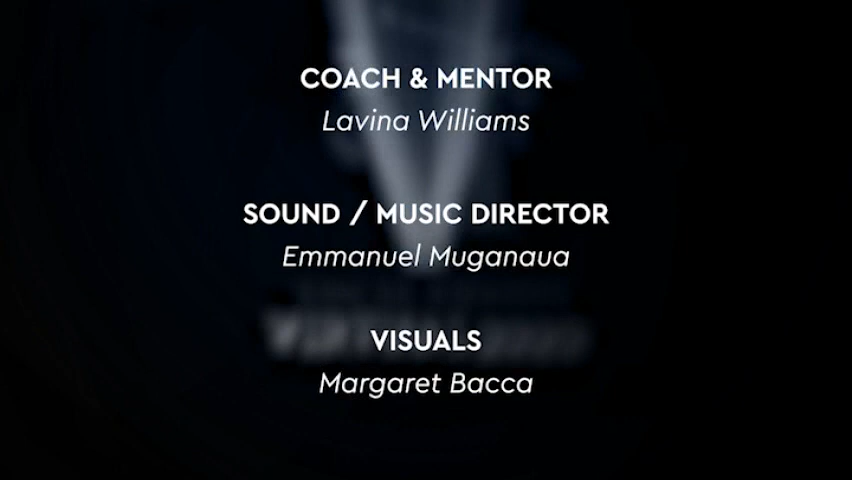 COACH & MENTOR
Lavina Williams
SOUND / MUSIC DIRECTOR
Emmanuel Muganaua
VISUALS
Margaret Bacca